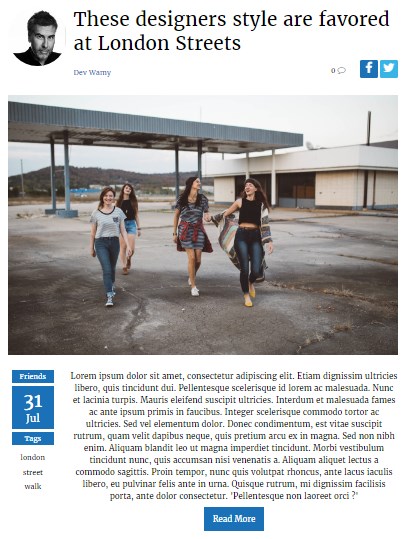 These designers style are favored
at London Streets
Dev Wamy
0
Friends
31
Jul
Tags
london
street
walk
Lorem ipsum dolor sit amet, consectetur adipiscing elit. Etiam dignissim ultricies
libero, quis tincidunt dui. Pellentesque scelerisque id lorem ac malesuada. Nunc
et lacinia turpis. Mauris eleifend suscipit ultricies. Interdum et malesuada fames
ac ante ipsum primis in faucibus. Integer scelerisque commodo tortor ac
ultricies. Sed vel elementum dolor. Donec condimentum, est vitae suscipit
rutrum, quam velit dapibus neque, quis pretium arcu ex in magna. Sed non nibh
enim. Aliquam blandit leo ut magna imperdiet tincidunt. Morbi vestibulum
tincidunt nunc, quis accumsan nisi venenatis a. Aliquam aliquet lectus a
commodo sagittis. Proin tempor, nunc quis volutpat rhoncus, ante lacus iaculis
libero, eu pulvinar felis ante in urna. Quisque rutrum, mi dignissim facilisis
porta, ante dolor consectetur. 'Pellentesque non laoreet orci ?'
Read More